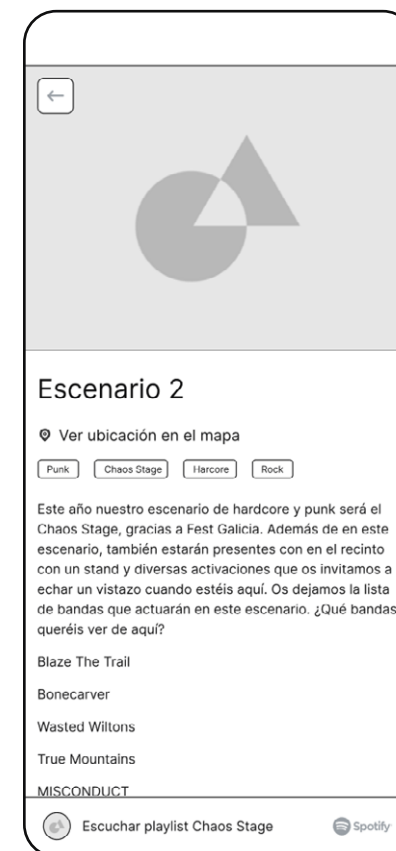 Escenario 2
Ver ubicación en el mapa
Punk Chaos Stage Harcore Rock
Este año nuestro escenario de hardcore y punk será el
Chaos Stage, gracias a Fest Galicia. Además de en este
escenario, también estarán presentes con en el recinto
con un stand y diversas activaciones que os invitamos a
echar un vistazo cuando estéis aquí. Os dejamos la lista
de bandas que actuarán en este escenario. ¿Qué bandas
queréis ver de aquí?
Blaze The Trail
Bonecarver
Wasted Wiltons
True Mountains
MISCONDUCT
Escuchar playlist Chaos Stage Spotify